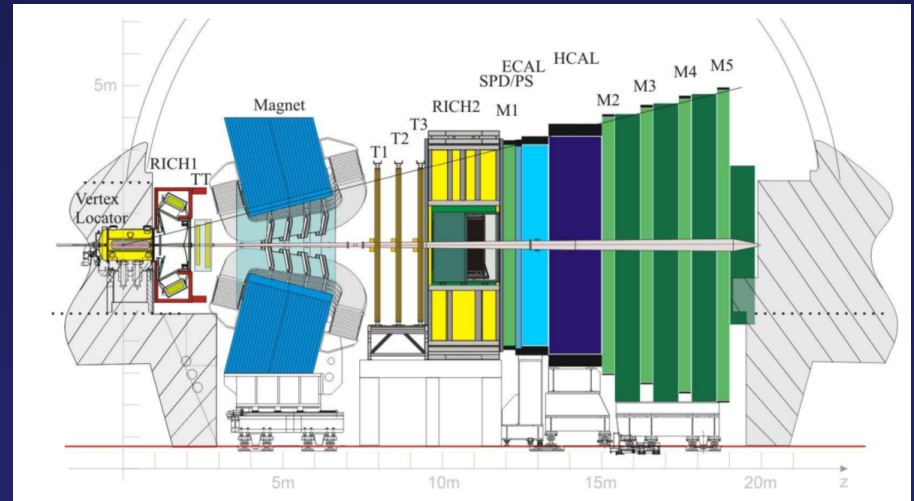 HCAL
ECAL
M5
M4
SPD/PS
M3
5m
M2
Magnet
RICH2
M1
T3
T2
T1
RICH1
TT
Vertex
Locator
5m
10m
15m
20m
z